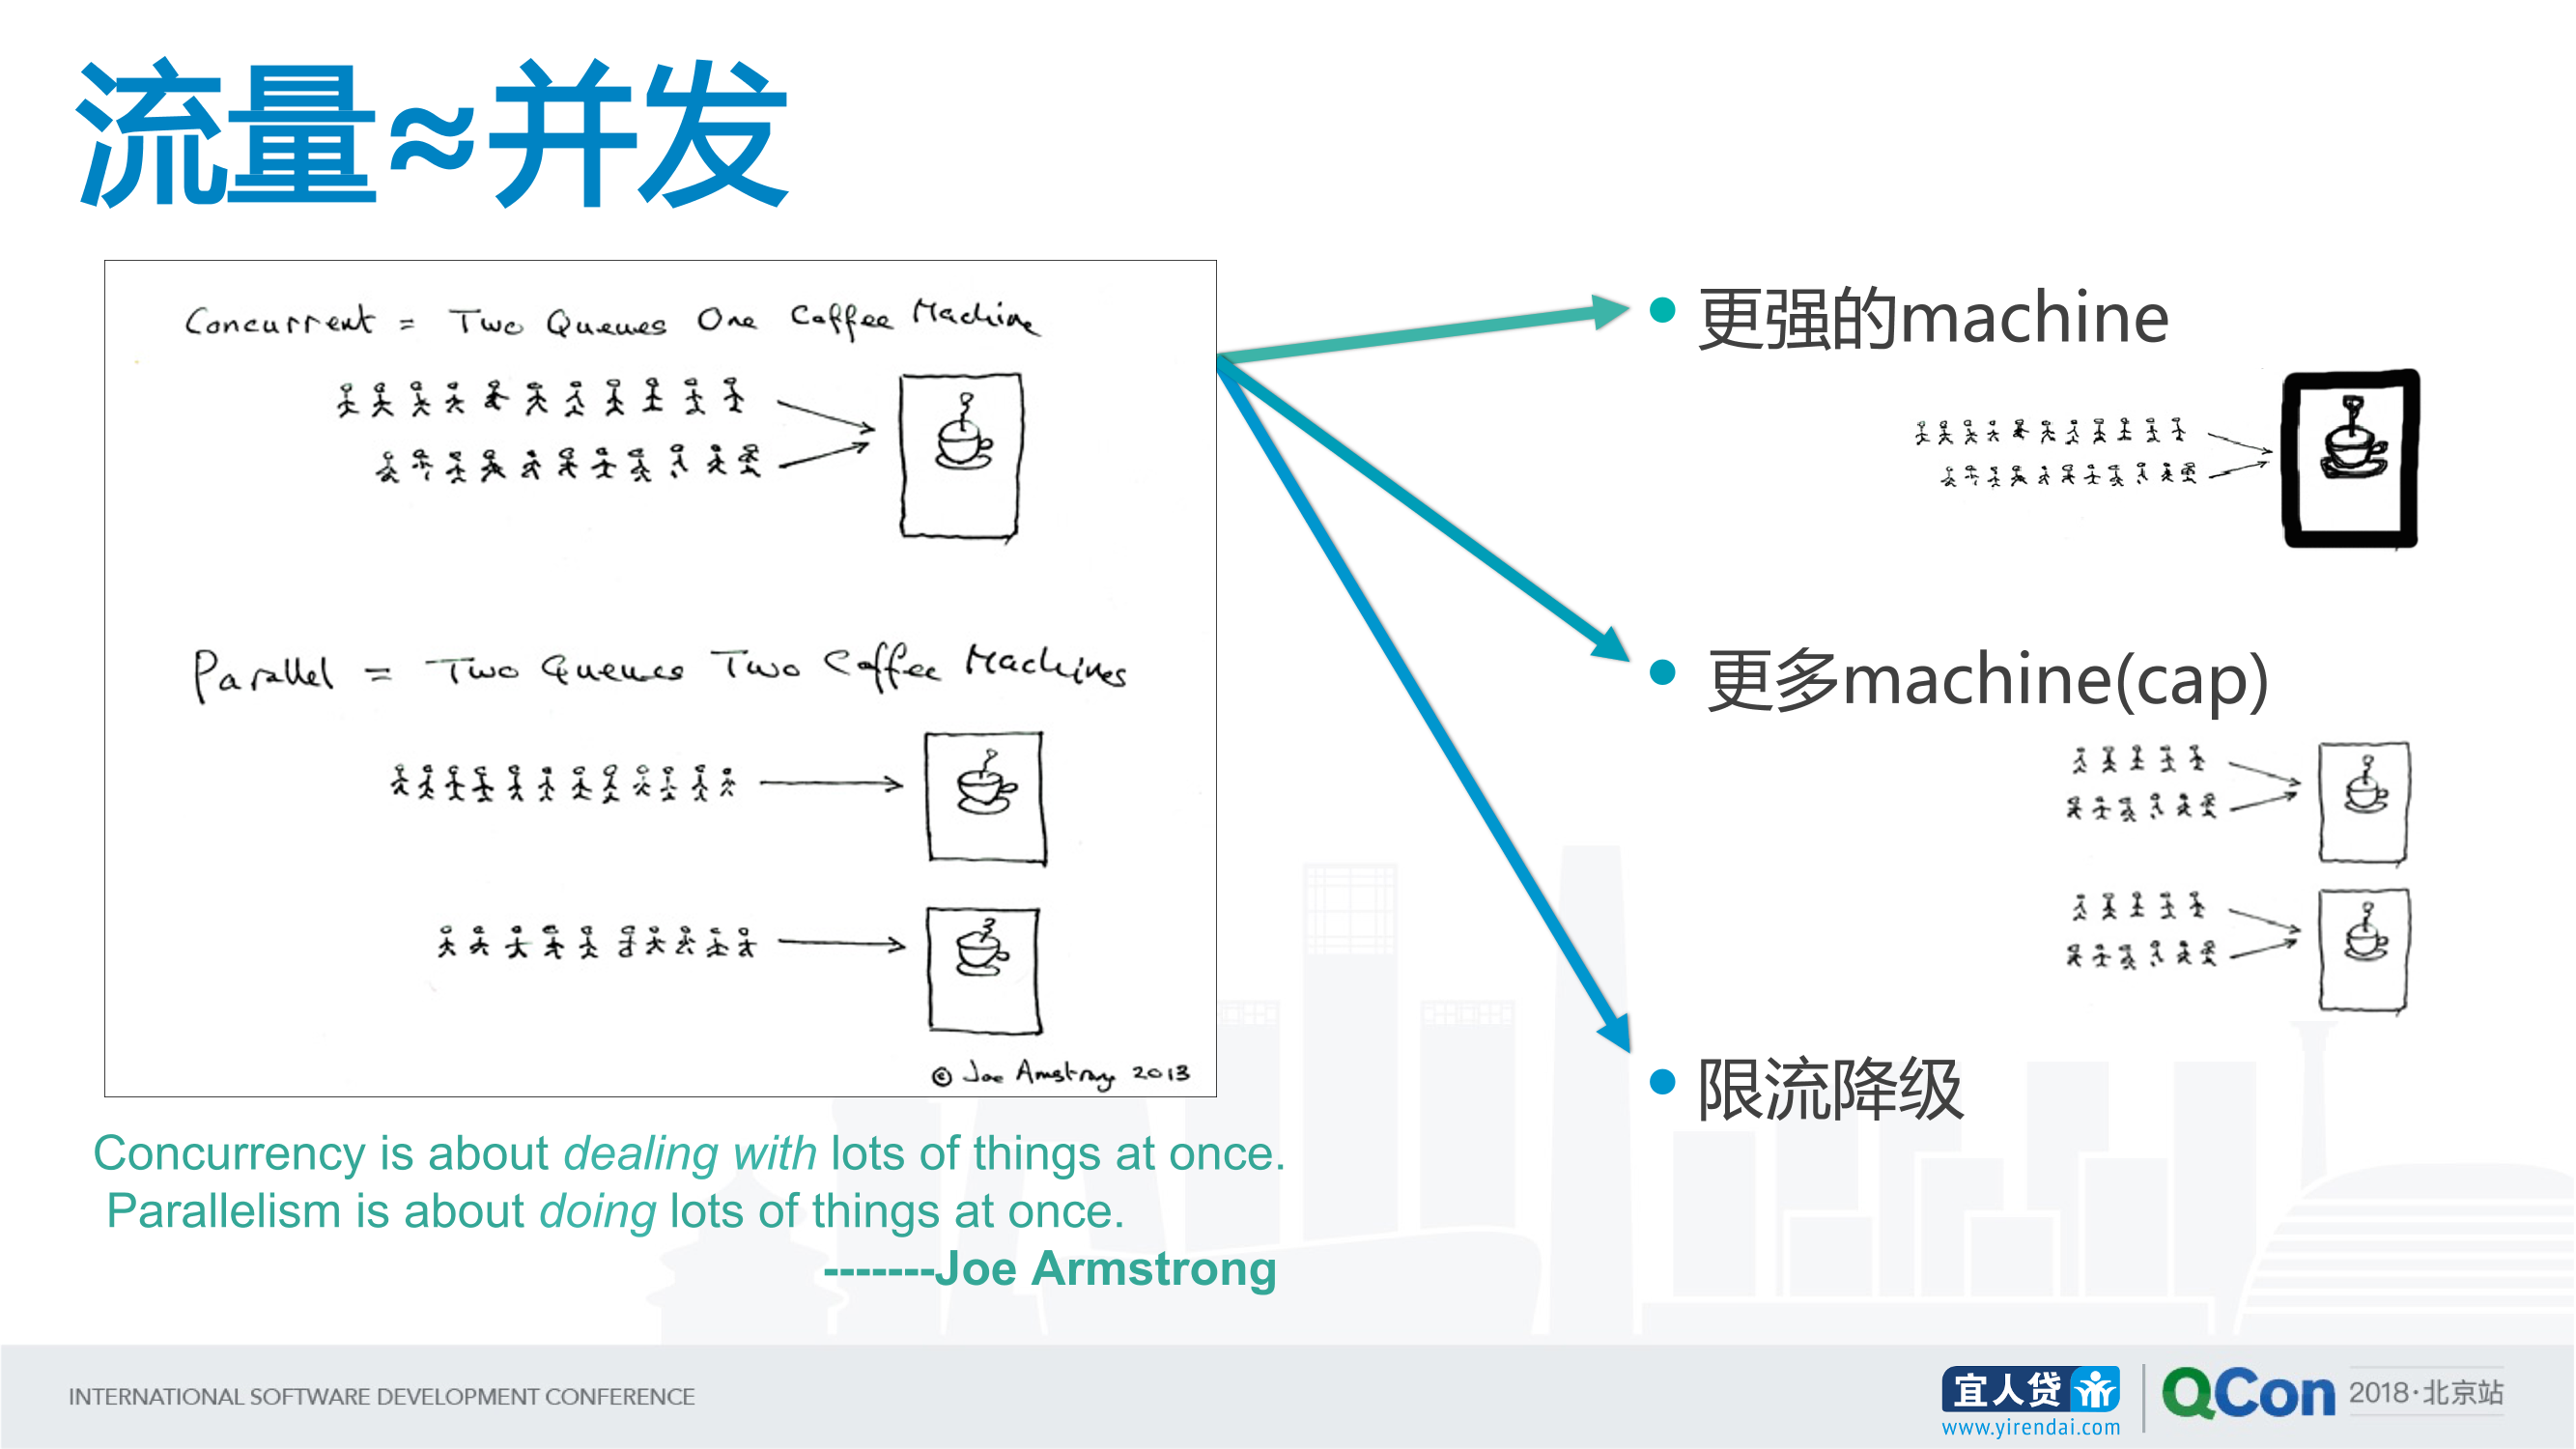 流量≈并发
Concurrent = Two Queues One Coffee Machine
Parallel = Two Queues Two Coffee Machines
© Joe Armstrong 2013
Concurrency is about dealing with lots of things at once.
Parallelism is about doing lots of things at once.
-------Joe Armstrong
• 更强的machine
• 更多machine(cap)
• 限流降级
INTERNATIONAL SOFTWARE DEVELOPMENT CONFERENCE
宜人贷
www.yirendai.com
QCon 2018·北京站